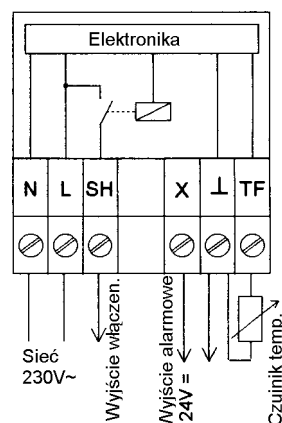 Elektronika
N L SH X ⊥ TF
Sieć
230V~
Wyjście włączen.
Wyjście alarmowe
24V =
Czujnik temp.